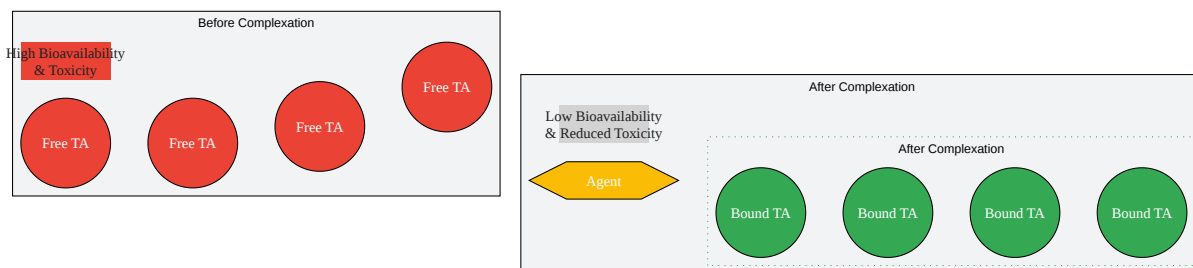 Before Complexation
High Bioavailability
& Toxicity
Free TA
Free TA
Free TA
Free TA
After Complexation
Low Bioavailability
& Reduced Toxicity
Agent
After Complexation
Bound TA
Bound TA
Bound TA
Bound TA